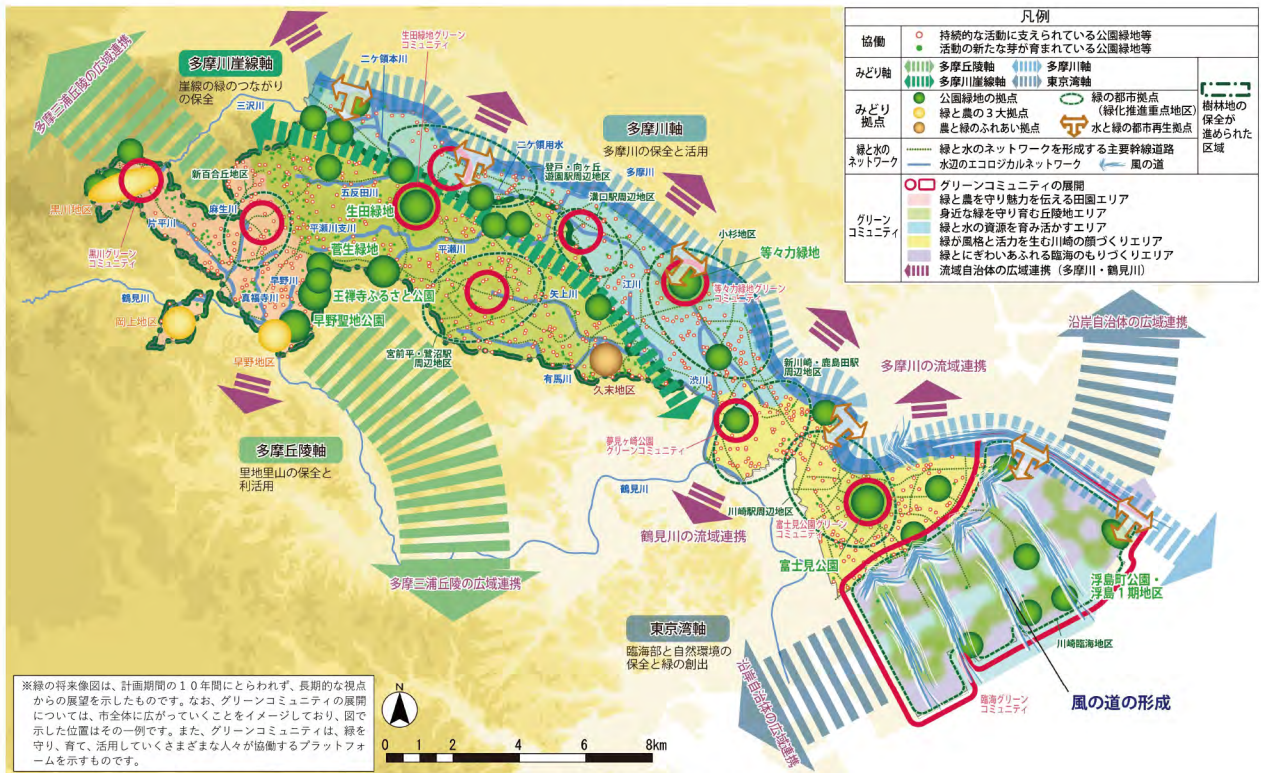 凡例
協働
持続的な活動に支えられている公園緑地等
活動の新たな芽が育まれている公園緑地等
みどり軸
多摩丘陵軸
多摩川軸
多摩川崖線軸
東京湾軸
みどり
拠点
公園緑地の拠点
緑と農の3大拠点
農と緑のふれあい拠点
緑の都市拠点
(緑化推進重点地区)
水と緑の都市再生拠点
樹林地の
保全が
進められた
区域
緑と水の
ネットワーク
緑と水のネットワークを形成する主要幹線道路
水辺のエコロジカルネットワーク
風の道
グリーン
コミュニティ
グリーンコミュニティの展開
緑と農を守り魅力を伝える田園エリア
身近な緑を守り育む丘陵地エリア
緑と水の資源を育み活かすエリア
緑が風格と活力を生む川崎の顔づくりエリア
緑とにぎわいあふれる臨海のもりづくりエリア
流域自治体の広域連携(多摩川・鶴見川)
多摩三浦丘陵の広域連携
多摩川崖線軸
崖線の緑のつながり
の保全
生田緑地グリーン
コミュニティ
二ケ領本川
三沢川
多摩川軸
多摩川の保全と活用
二ケ領用水
登戸・向ヶ丘
遊園駅周辺地区
多摩川
溝口駅周辺地区
新百合丘地区
五反田川
生田緑地
黒川地区
麻生川
片平川
平瀬川支川
平瀬川
小杉地区
等々力緑地
黒川グリーン
コミュニティ
菅生緑地
早野川
真福寺川
王禅寺ふるさと公園
矢上川
江川
等々力緑地グリーン
コミュニティ
鶴見川
岡上地区
早野聖地公園
早野地区
宮前平・鷺沼駅
周辺地区
有馬川
久末地区
渋川
新川崎・鹿島田駅
周辺地区
多摩川の流域連携
沿岸自治体の広域連携
多摩丘陵軸
里地里山の保全と
利活用
夢見ヶ崎公園
グリーンコミュニティ
鶴見川
川崎駅周辺地区
鶴見川の流域連携
富士見公園グリーン
コミュニティ
富士見公園
多摩三浦丘陵の広域連携
浮島町公園・
浮島1期地区
東京湾軸
臨海部と自然環境の
保全と緑の創出
川崎臨海地区
沿岸自治体の広域連携
臨海グリーン
コミュニティ
風の道の形成
※緑の将来像図は、計画期間の10年間にとらわれず、長期的な視点
からの展望を示したものです。なお、グリーンコミュニティの展開
については、市全体に広がっていくことをイメージしており、図で
示した位置はその一例です。また、グリーンコミュニティは、緑を
守り、育て、活用していくさまざまな人々が協働するプラットフォ
ームを示すものです。
N
0 1 2 4 6 8km